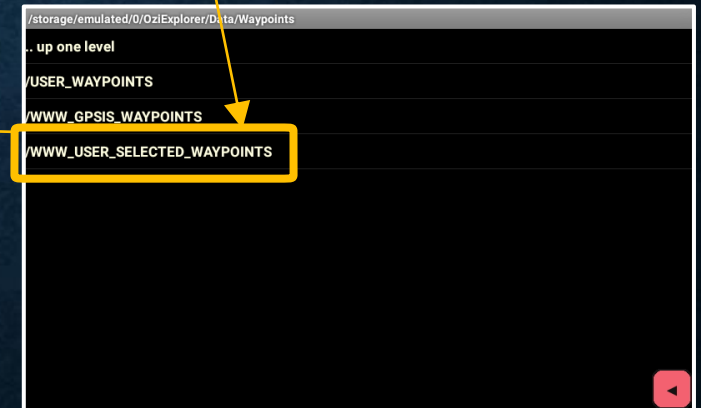 /storage/emulated/0/OziExplorer/Data/Waypoints
.. up one level
/USER_WAYPOINTS
/WWW_GPSIS_WAYPOINTS
/WWW_USER_SELECTED_WAYPOINTS